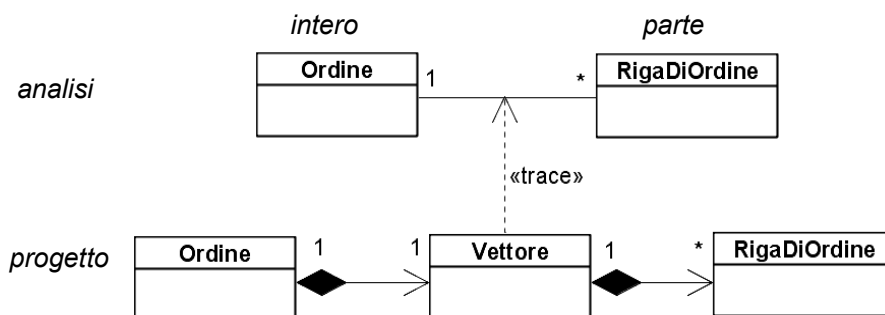 intero parte
analisi Ordine 1 * RigaDiOrdine
«trace»
progetto Ordine 1 1 Vettore 1 * RigaDiOrdine